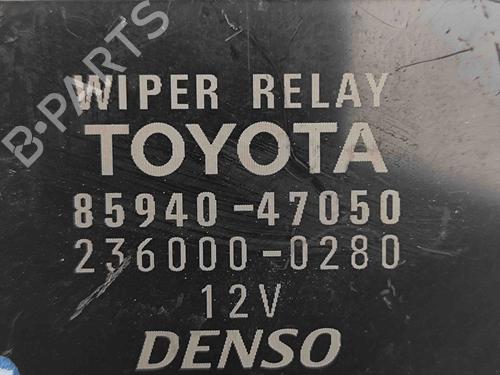 B-PARTS
WIPER RELAY
TOYOTA
85940-47050
236000-0280
12V
DENSO